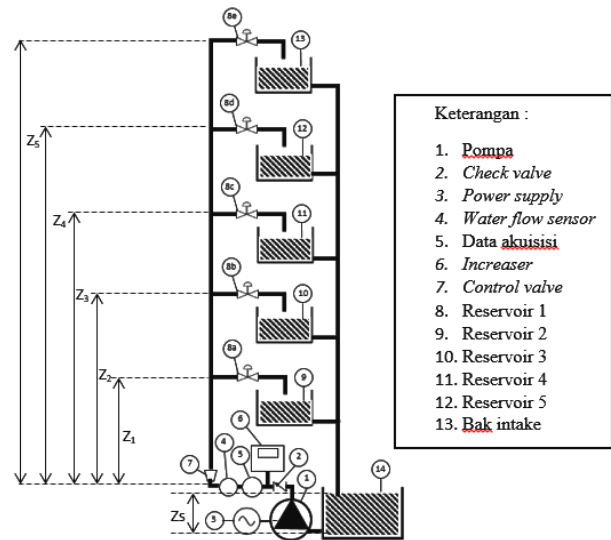 8e
13
8d
12
Z5
8c
11
Z4
8b
10
Z3
8a
9
Z2
Z1
6
7
4
5
2
1
14
Zs
3
Keterangan :
1. Pompa
2. Check valve
3. Power supply
4. Water flow sensor
5. Data akuisisi
6. Increaser
7. Control valve
8. Reservoir 1
9. Reservoir 2
10. Reservoir 3
11. Reservoir 4
12. Reservoir 5
13. Bak intake